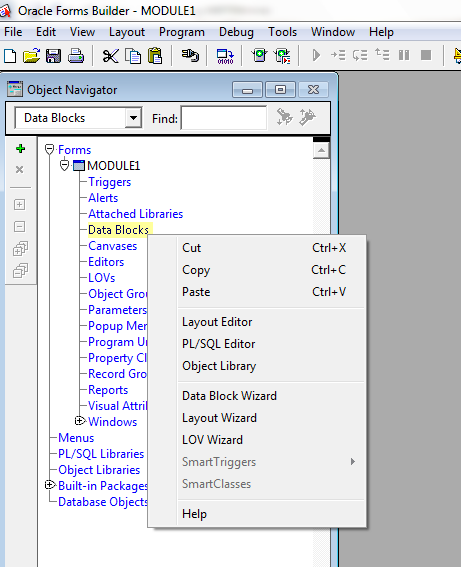 Oracle Forms Builder - MODULE1
File Edit View Layout Program Debug Tools Window Help
Object Navigator
Data Blocks Find:
Forms
MODULE1
Triggers
Alerts
Attached Libraries
Data Blocks
Canvases
Editors
LOVs
Object Grou
Parameters
Popup Men
Program Un
Property Cl
Record Gro
Reports
Visual Attri
Windows
Menus
PL/SQL Libraries
Object Libraries
Built-in Packages
Database Objects
Cut Ctrl+X
Copy Ctrl+C
Paste Ctrl+V
Layout Editor
PL/SQL Editor
Object Library
Data Block Wizard
Layout Wizard
LOV Wizard
SmartTriggers
SmartClasses
Help